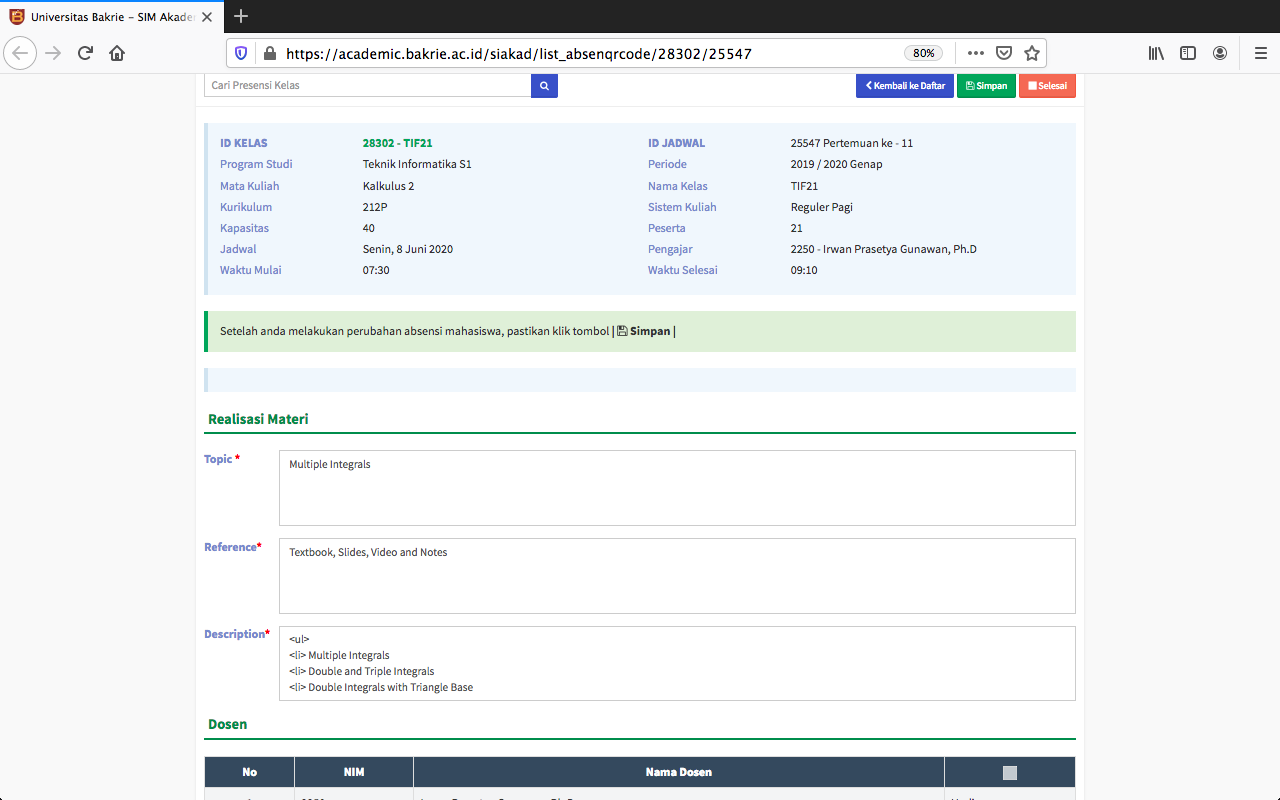 Universitas Bakrie – SIM Akade
https://academic.bakrie.ac.id/siakad/list_absenqrcode/28302/25547
80%
Cari Presensi Kelas
Kembali ke Daftar
Simpan
Selesai
ID KELAS 28302 - TIF21 ID JADWAL 25547 Pertemuan ke - 11
Program Studi Teknik Informatika S1 Periode 2019 / 2020 Genap
Mata Kuliah Kalkulus 2 Nama Kelas TIF21
Kurikulum 212P Sistem Kuliah Reguler Pagi
Kapasitas 40 Peserta 21
Jadwal Senin, 8 Juni 2020 Pengajar 2250 - Irwan Prasetya Gunawan, Ph.D
Waktu Mulai 07:30 Waktu Selesai 09:10
Setelah anda melakukan perubahan absensi mahasiswa, pastikan klik tombol | Simpan |
Realisasi Materi
Topic * Multiple Integrals
Reference* Textbook, Slides, Video and Notes
Description* <ul>
<li> Multiple Integrals
<li> Double and Triple Integrals
<li> Double Integrals with Triangle Base
Dosen
No NIM Nama Dosen